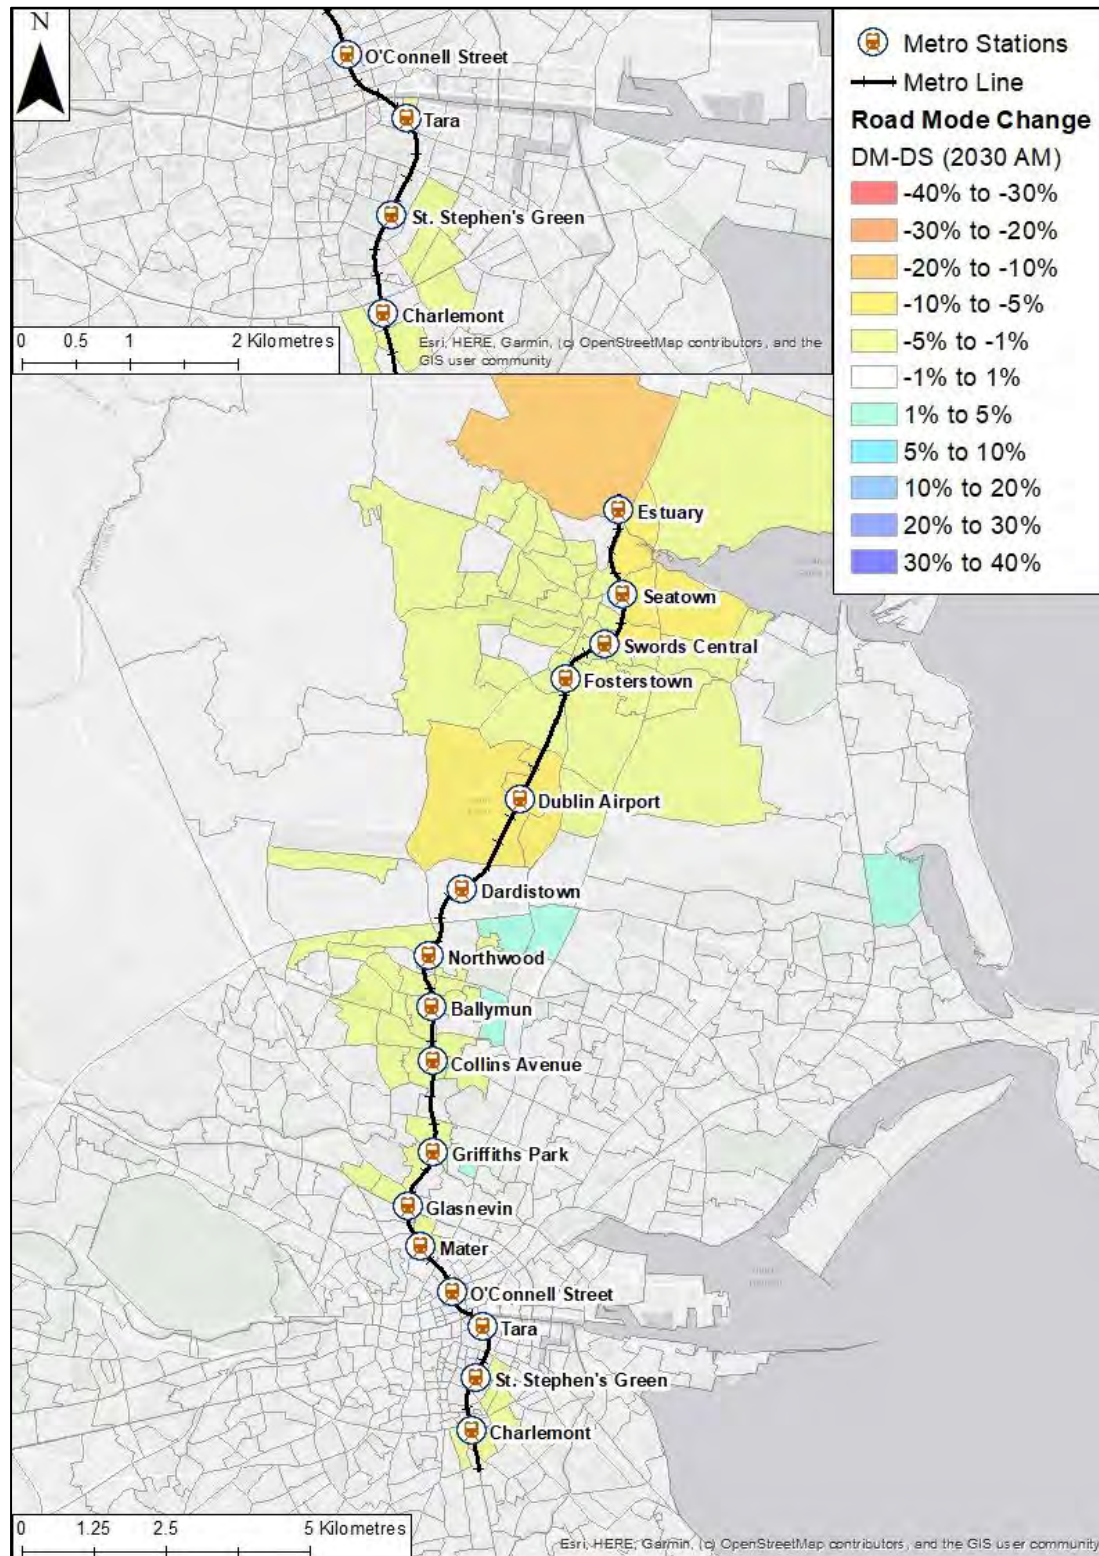 N
O'Connell Street
Tara
St. Stephen's Green
Charlemont
0 0.5 1 2 Kilometres
Esri, HERE, Garmin, (c) OpenStreetMap contributors, and the
GIS user community
Metro Stations
Metro Line
Road Mode Change
DM-DS (2030 AM)
-40% to -30%
-30% to -20%
-20% to -10%
-10% to -5%
-5% to -1%
-1% to 1%
1% to 5%
5% to 10%
10% to 20%
20% to 30%
30% to 40%
Estuary
Seatown
Swords Central
Fosterstown
Dublin Airport
Dardistown
Northwood
Ballymun
Collins Avenue
Griffiths Park
Glasnevin
Mater
O'Connell Street
Tara
St. Stephen's Green
Charlemont
0 1.25 2.5 5 Kilometres
Esri, HERE, Garmin, (c) OpenStreetMap contributors, and the GIS user community